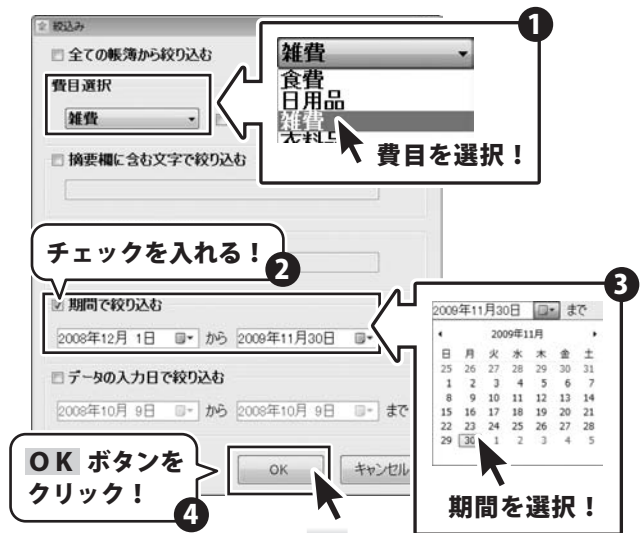 絞込み
全ての帳簿から絞り込む
費目選択
雑費
摘要欄に含む文字で絞り込む
1
雑費
食費
日用品
雑費
衣料品
費目を選択！
チェックを入れる！
2
期間で絞り込む
2008年12月 1日 から 2009年11月30日
データの入力日で絞り込む
2008年10月 9日 から 2008年10月 9日 まで
OK キャンセル
OK ボタンを
クリック！
4
3
2009年11月30日 まで
2009年11月
日 月 火 水 木 金 土
25 26 27 28 29 30 31
1 2 3 4 5 6 7
8 9 10 11 12 13 14
15 16 17 18 19 20 21
22 23 24 25 26 27 28
29 30 1 2 3 4 5
期間を選択！